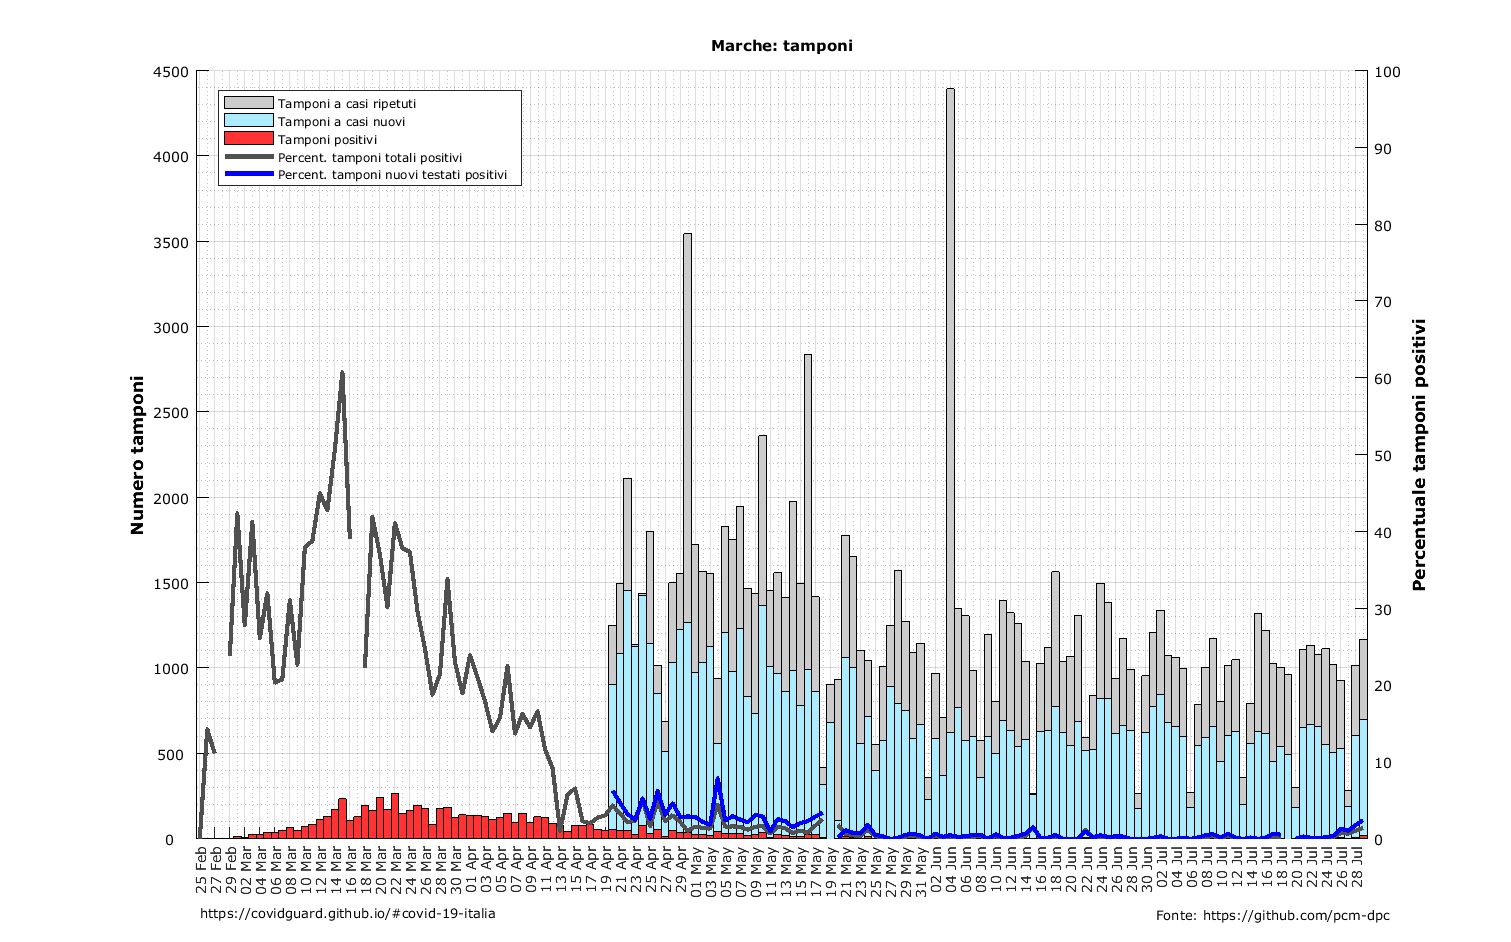 Marche: tamponi
Tamponi a casi ripetuti
Tamponi a casi nuovi
Tamponi positivi
Percent. tamponi totali positivi
Percent. tamponi nuovi testati positivi
Numero tamponi
4500
4000
3500
3000
2500
2000
1500
1000
500
0
Percentuale tamponi positivi
100
90
80
70
60
50
40
30
20
10
0
25 Feb
27 Feb
29 Feb
02 Mar
04 Mar
06 Mar
08 Mar
10 Mar
12 Mar
14 Mar
16 Mar
18 Mar
20 Mar
22 Mar
24 Mar
26 Mar
28 Mar
30 Mar
01 Apr
03 Apr
05 Apr
07 Apr
09 Apr
11 Apr
13 Apr
15 Apr
17 Apr
19 Apr
21 Apr
23 Apr
25 Apr
27 Apr
29 Apr
01 May
03 May
05 May
07 May
09 May
11 May
13 May
15 May
17 May
19 May
21 May
23 May
25 May
27 May
29 May
31 May
02 Jun
04 Jun
06 Jun
08 Jun
10 Jun
12 Jun
14 Jun
16 Jun
18 Jun
20 Jun
22 Jun
24 Jun
26 Jun
28 Jun
30 Jun
02 Jul
04 Jul
06 Jul
08 Jul
10 Jul
12 Jul
14 Jul
16 Jul
18 Jul
20 Jul
22 Jul
24 Jul
26 Jul
28 Jul
https://covidguard.github.io/#covid-19-italia
Fonte: https://github.com/pcm-dpc